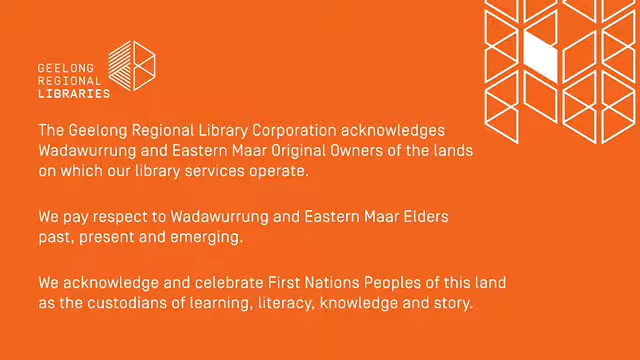 GEELONG
REGIONAL
LIBRARIES
The Geelong Regional Library Corporation acknowledges
Wadawurrung and Eastern Maar Original Owners of the lands
on which our library services operate.
We pay respect to Wadawurrung and Eastern Maar Elders
past, present and emerging.
We acknowledge and celebrate First Nations Peoples of this land
as the custodians of learning, literacy, knowledge and story.